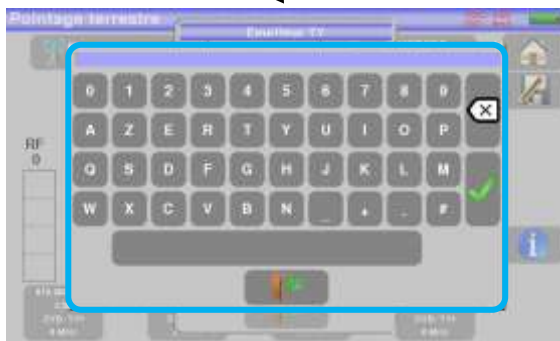 Pointage terrestre
Emetteur TV
0 1 2 3 4 5 6 7 8 9
A Z E R T Y U I O P
RF
0
Q S D F G H J K L M
W X C V B N _ + . #